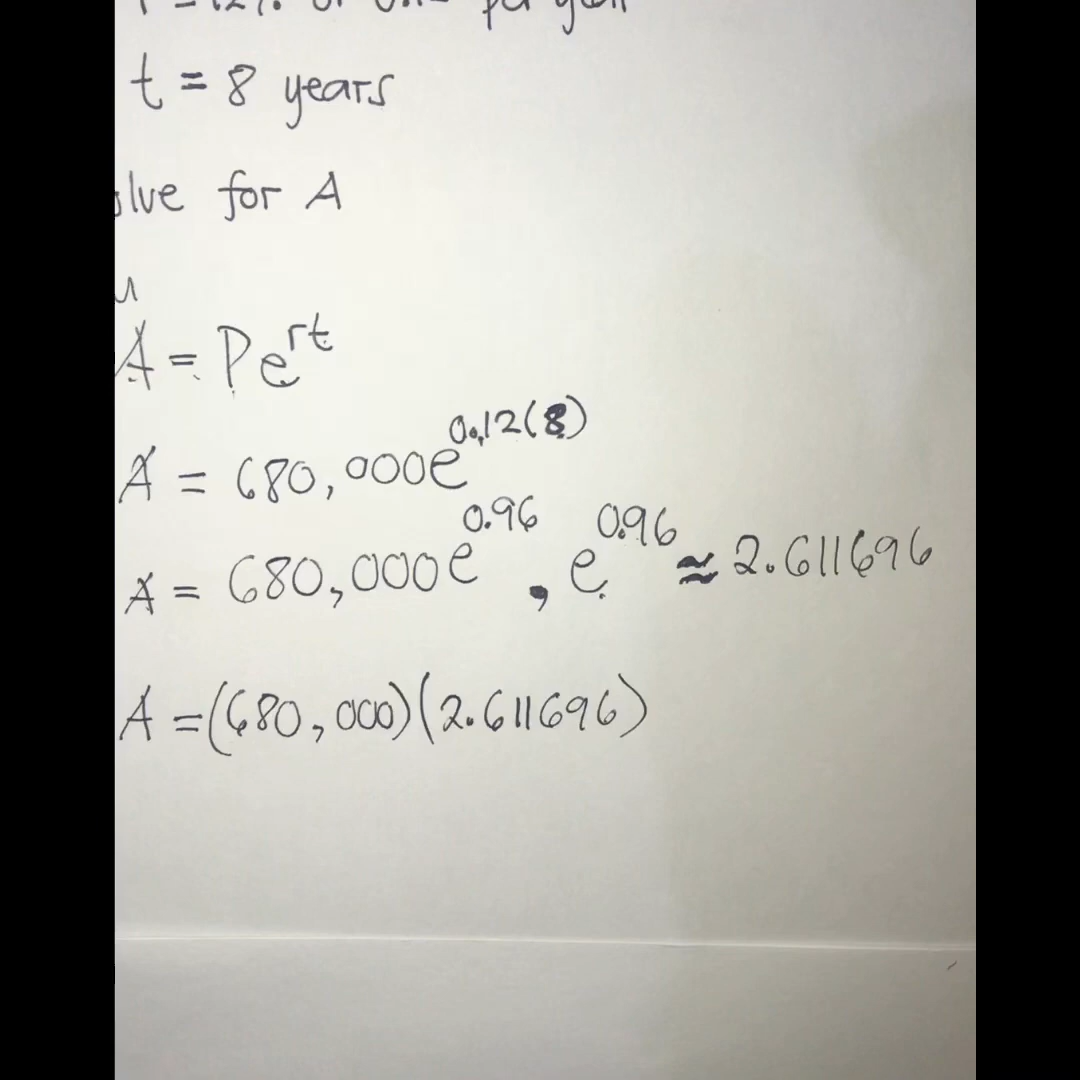 t = 8 years
olve for A
A = Pe^rt
A = 680,000e^0.12(8)
A = 680,000e^0.96 , e^0.96 ≈ 2.611696
A =(680,000)(2.611696)